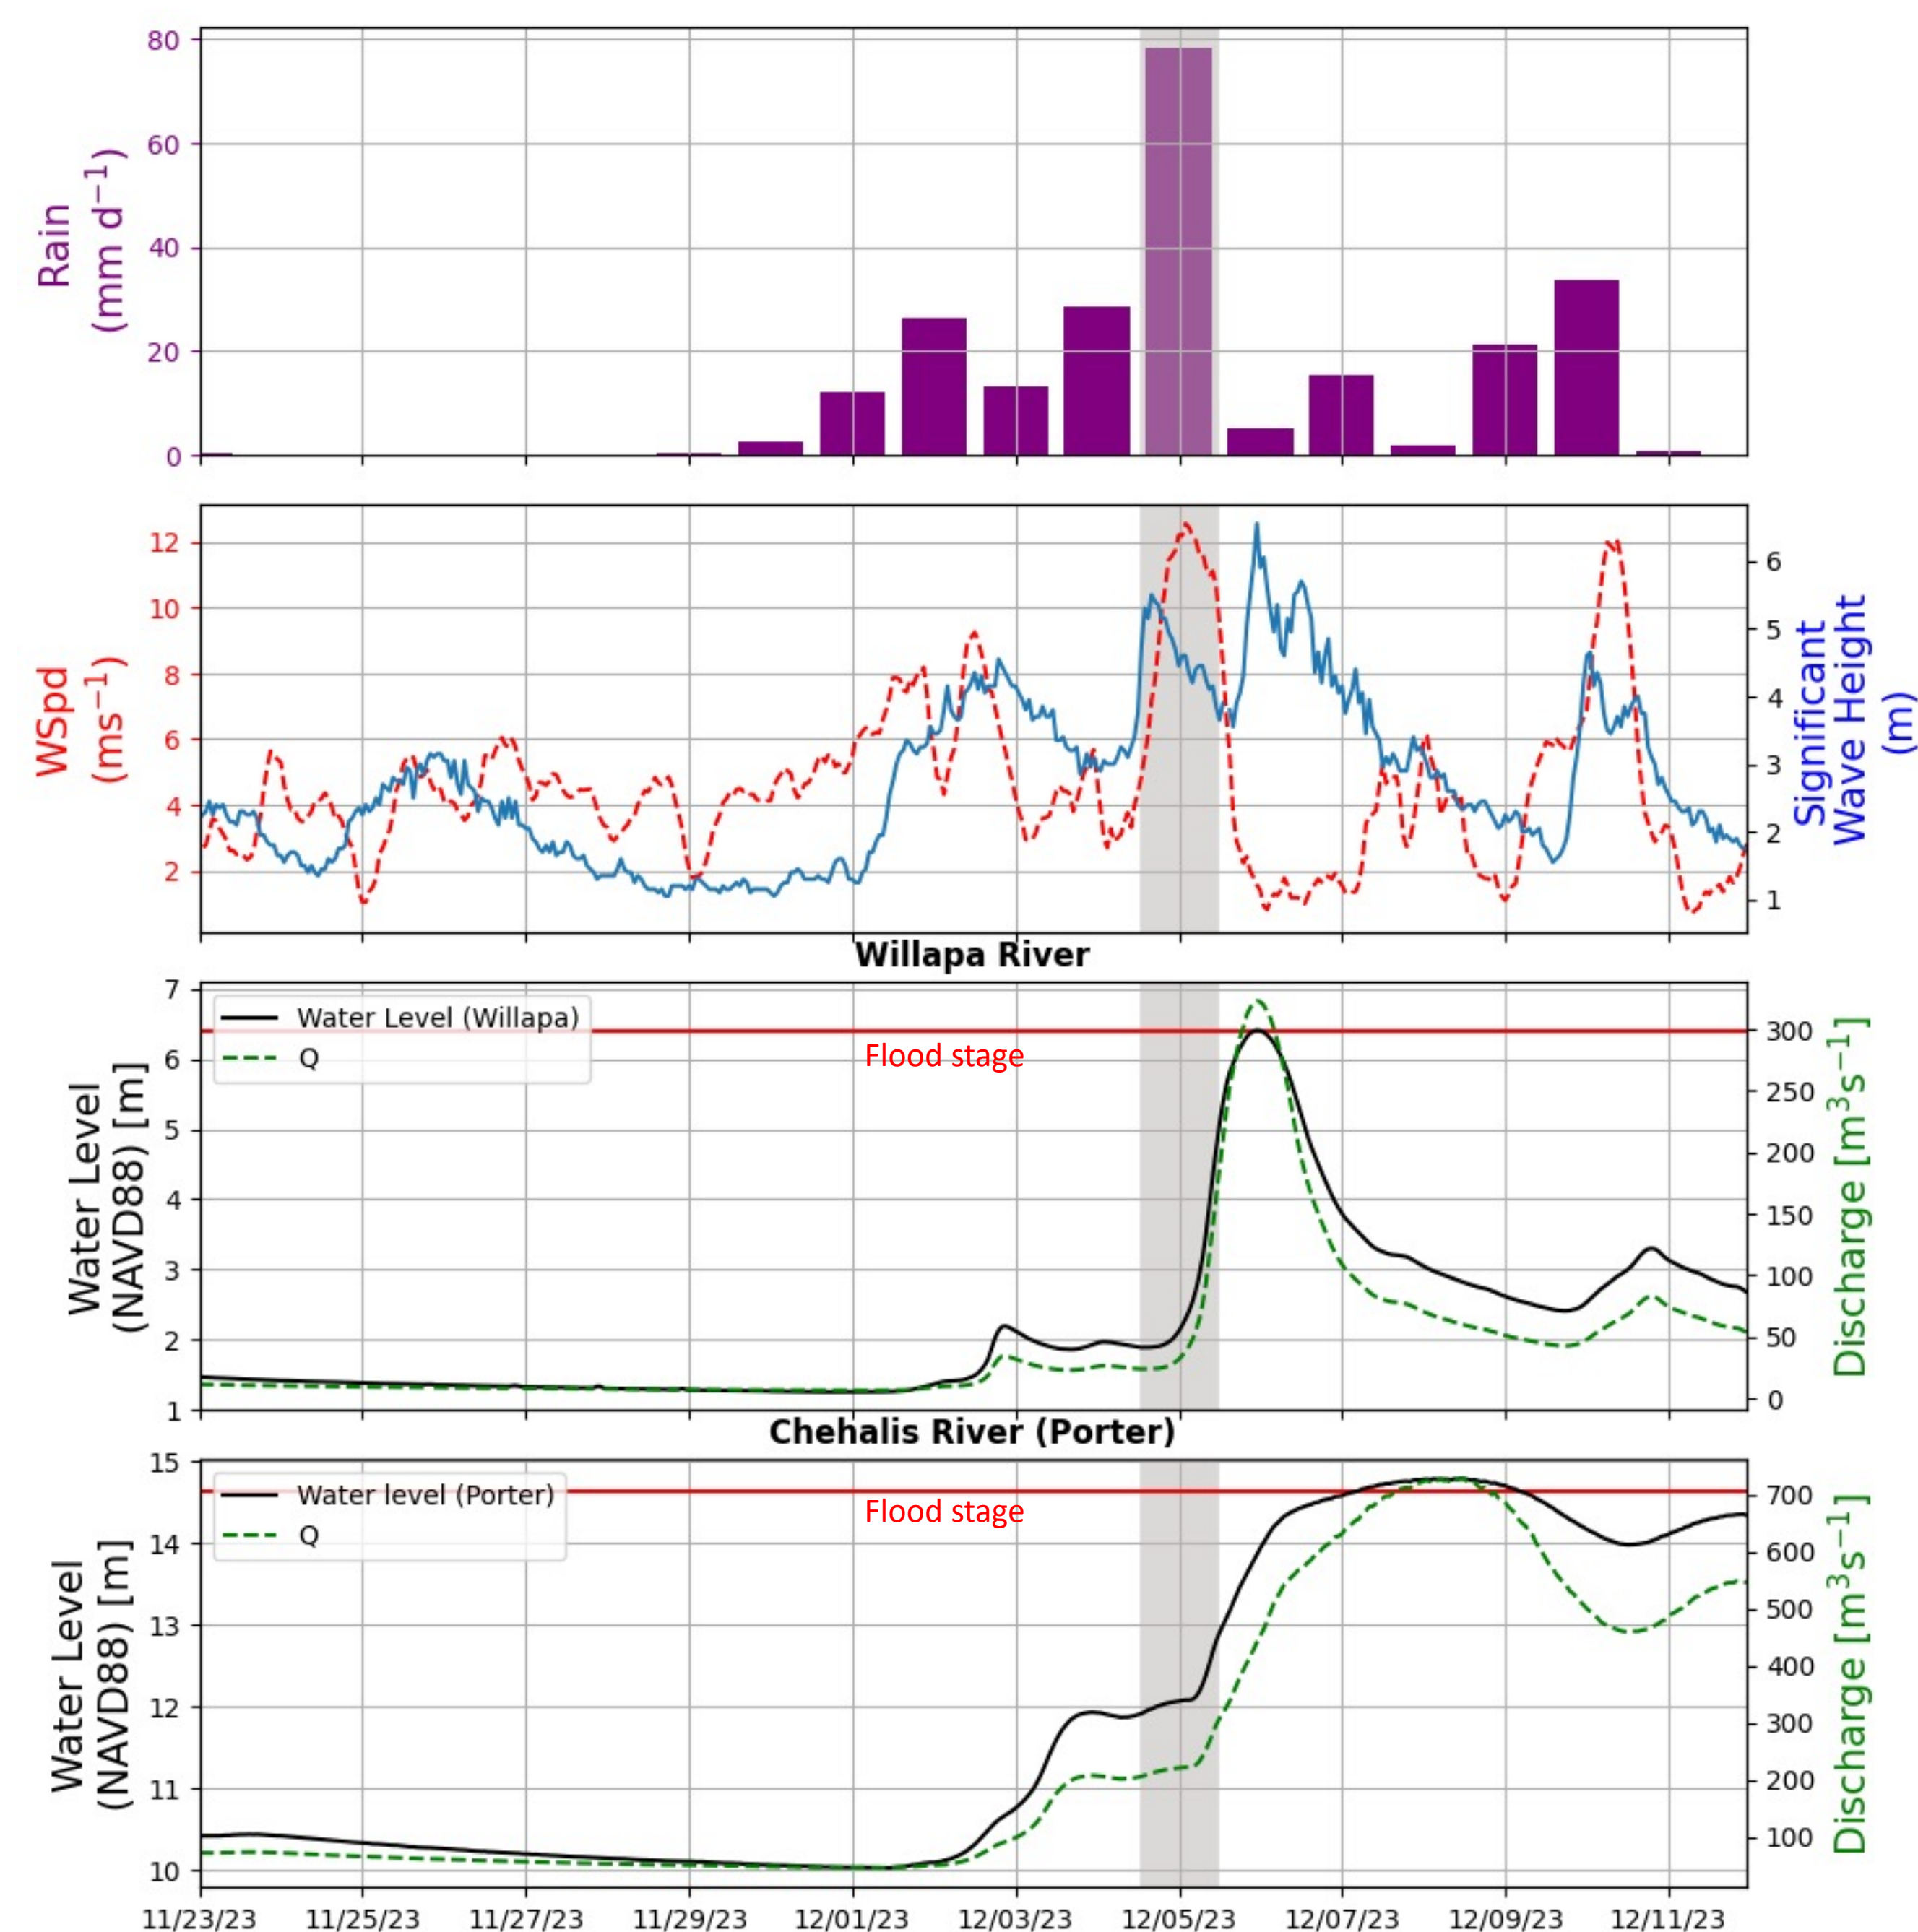 80
60
40
20
0
Rain
(mm d⁻¹)
12
10
8
6
4
2
WSpd
(ms⁻¹)
6
5
4
3
2
1
Significant
Wave Height
(m)
Willapa River
7
6
5
4
3
2
1
Water Level
(NAVD88) [m]
Water Level (Willapa)
Q
Flood stage
300
250
200
150
100
50
0
Discharge [m³s⁻¹]
Chehalis River (Porter)
15
14
13
12
11
10
Water Level
(NAVD88) [m]
Water level (Porter)
Q
Flood stage
700
600
500
400
300
200
100
Discharge [m³s⁻¹]
11/23/23 11/25/23 11/27/23 11/29/23 12/01/23 12/03/23 12/05/23 12/07/23 12/09/23 12/11/23